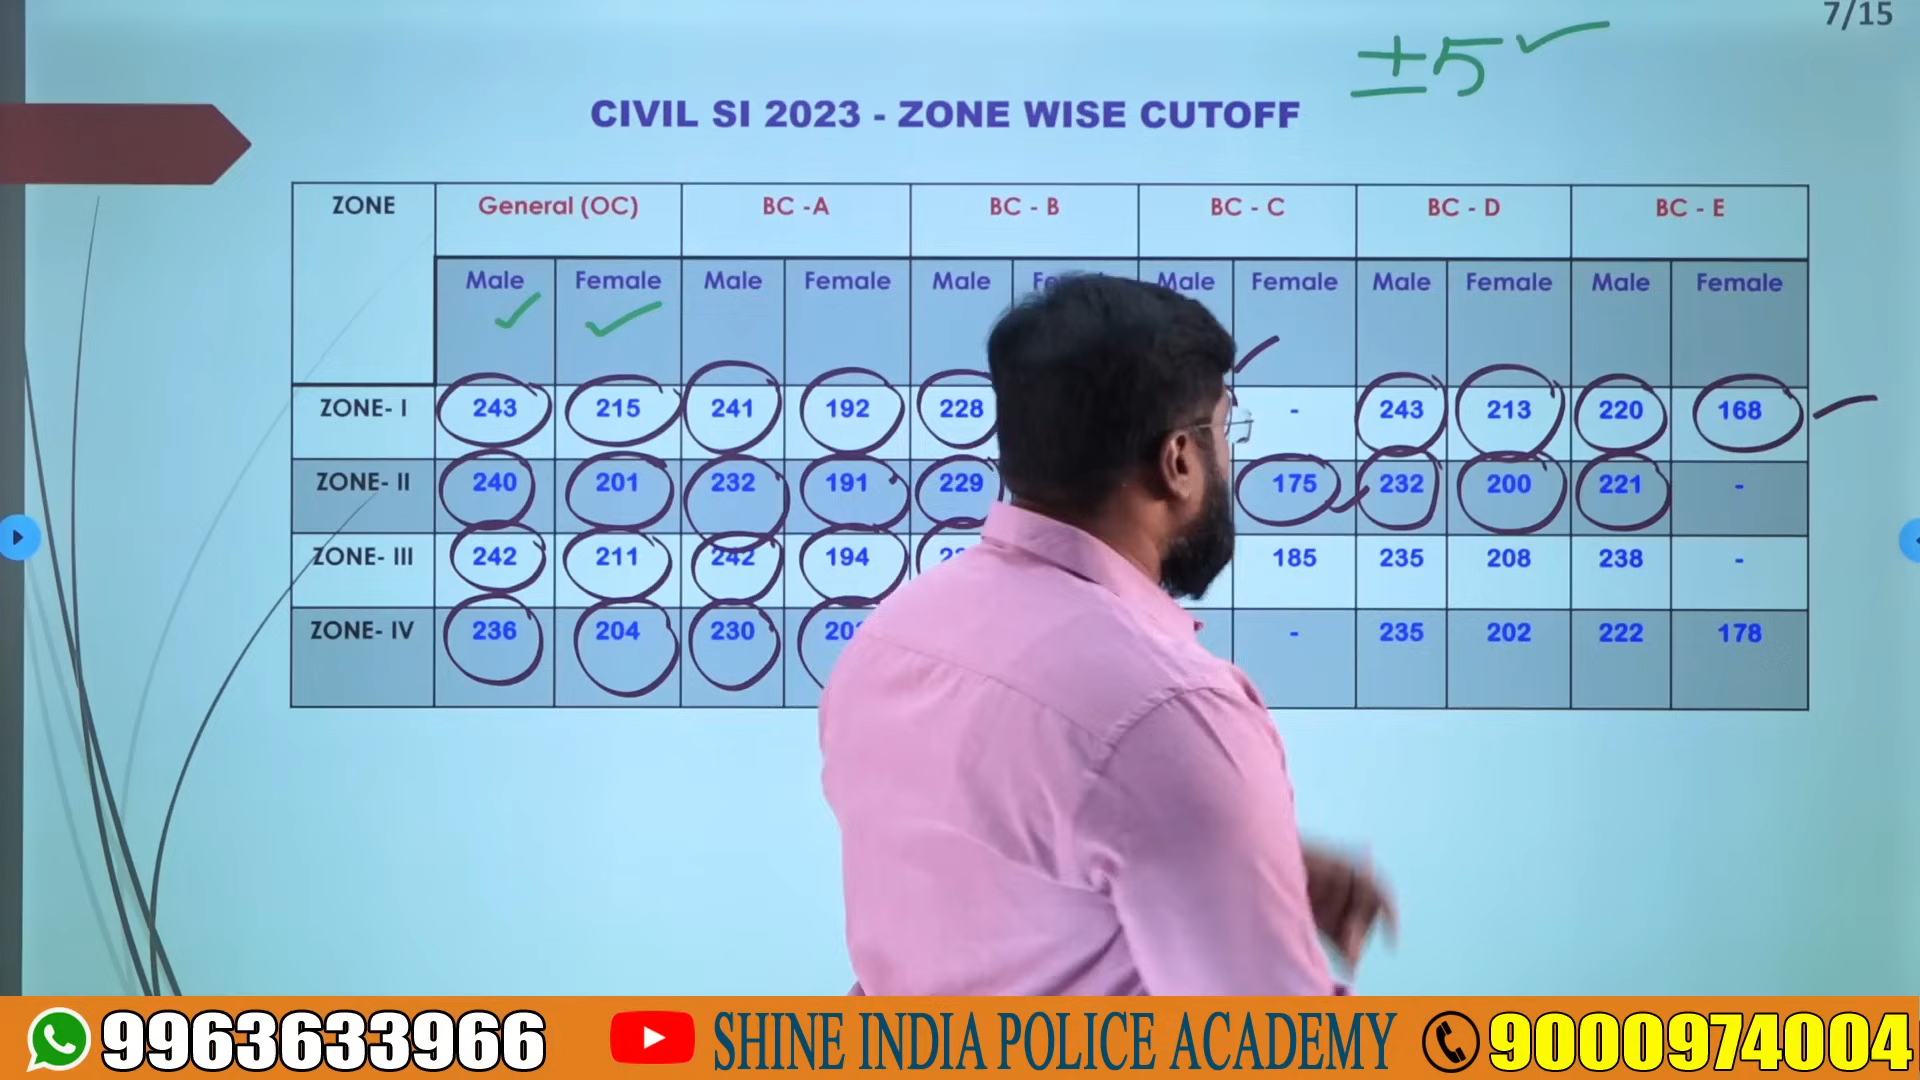 7/15
±5
CIVIL SI 2023 - ZONE WISE CUTOFF
ZONE General (OC) BC -A BC - B BC - C BC - D BC - E
Male Female Male Female Male Male Female Male Female Male Female
ZONE- I 243 215 241 192 228 - 243 213 220 168
ZONE- II 240 201 232 191 229 175 232 200 221 -
ZONE- III 242 211 242 194 185 235 208 238 -
ZONE- IV 236 204 230 - 235 202 222 178
9963633966 SHINE INDIA POLICE ACADEMY 9000974004